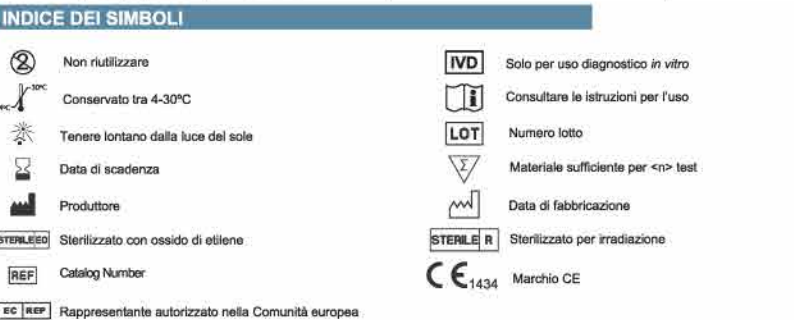 INDICE DEI SIMBOLI
2 Non riutilizzare
IVD Solo per uso diagnostico in vitro
30°C Conservato tra 4-30°C
i Consultare le istruzioni per l'uso
Tenere lontano dalla luce del sole
LOT Numero lotto
Data di scadenza
Σ Materiale sufficiente per <n> test
Produttore
Data di fabbricazione
STERILE EO Sterilizzato con ossido di etilene
STERILE R Sterilizzato per irradiazione
REF Catalog Number
CE 1434 Marchio CE
EC REP Rappresentante autorizzato nella Comunità europea